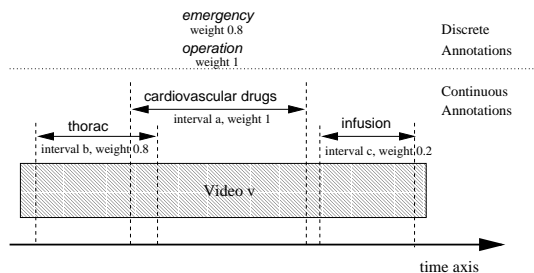 emergency
weight 0.8
operation
weight 1
Discrete
Annotations
Continuous
Annotations
cardiovascular drugs
interval a, weight 1
thorac
interval b, weight 0.8
infusion
interval c, weight 0.2
Video v
time axis